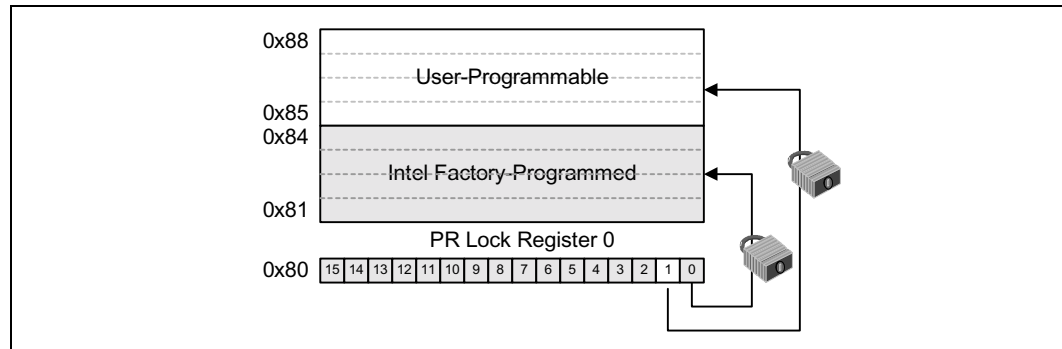 0x88
User-Programmable
0x85
0x84
Intel Factory-Programmed
0x81
PR Lock Register 0
0x80 15 14 13 12 11 10 9 8 7 6 5 4 3 2 1 0